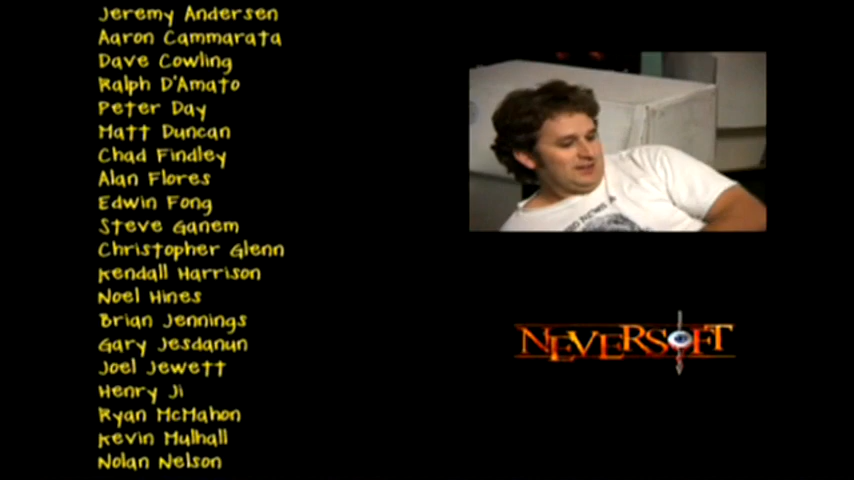 Jeremy Andersen
Aaron Cammarata
Dave Cowling
Ralph D'Amato
Peter Day
Matt Duncan
Chad Findley
Alan Flores
Edwin Fong
Steve Ganem
Christopher Glenn
Kendall Harrison
Noel Hines
Brian Jennings
Gary Jesdanun
Joel Jewett
Henry Ji
Ryan McMahon
Kevin Mulhall
Nolan Nelson
NEVERSOFT